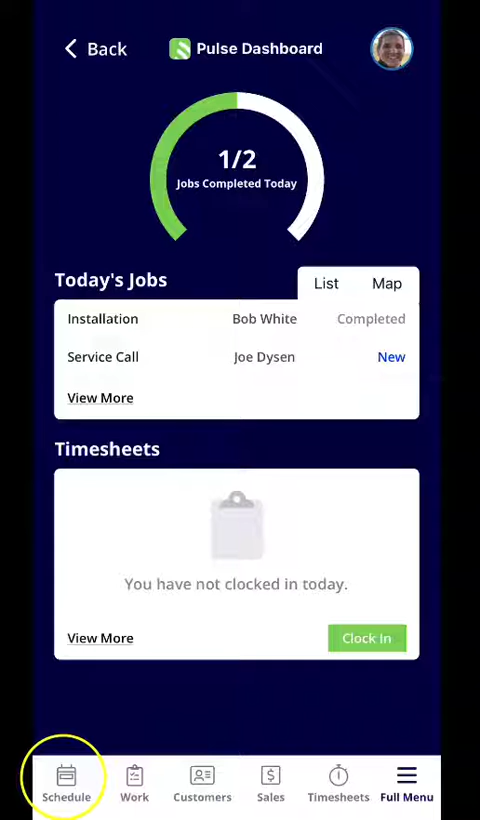 Back
Pulse Dashboard
1/2
Jobs Completed Today
Today's Jobs
List Map
Installation Bob White Completed
Service Call Joe Dysen New
View More
Timesheets
You have not clocked in today.
View More
Clock In
Schedule Work Customers Sales Timesheets Full Menu